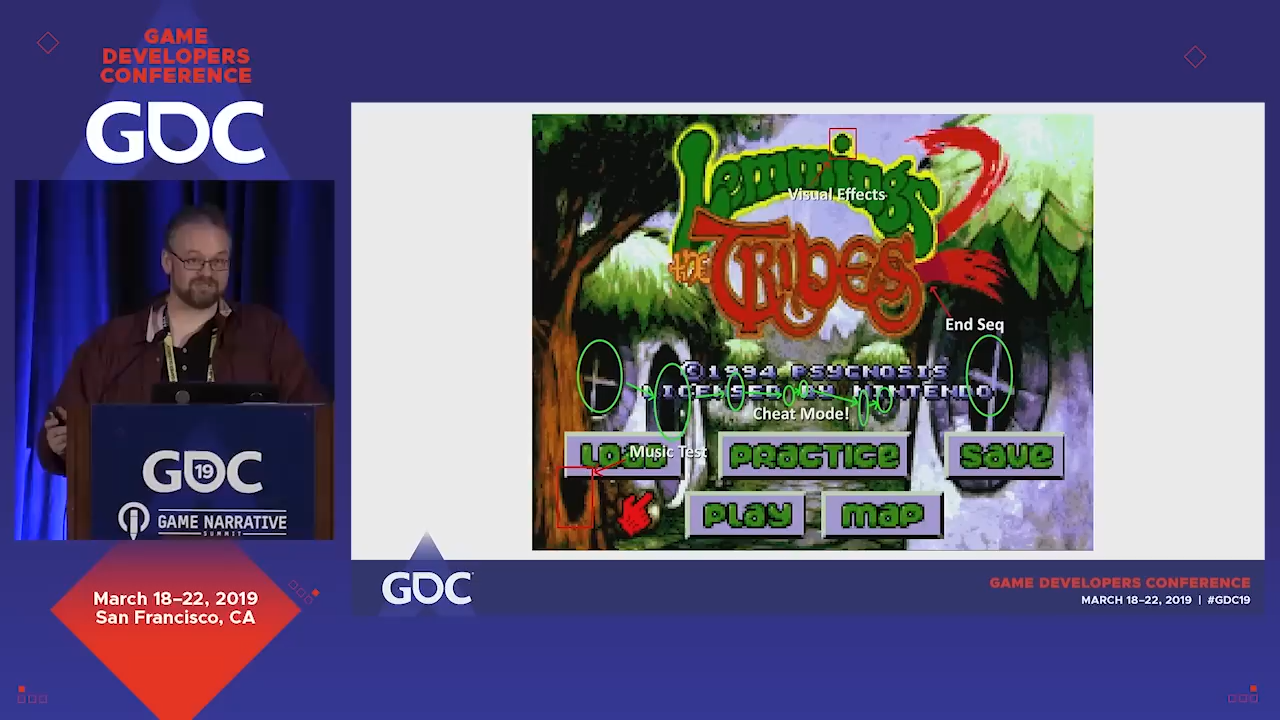 GAME
DEVELOPERS
CONFERENCE
GDC
Lemmings 2
Visual Effects
the TRIBES
End Seq
©1994 PSYGNOSIS
LICENSED BY NINTENDO
Cheat Mode!
LOAD
Music Test
PRACTICE
SAVE
PLAY
MAP
GDC
19
GAME NARRATIVE
SUMMIT
March 18–22, 2019
San Francisco, CA
GDC
GAME DEVELOPERS CONFERENCE
MARCH 18–22, 2019 | #GDC19